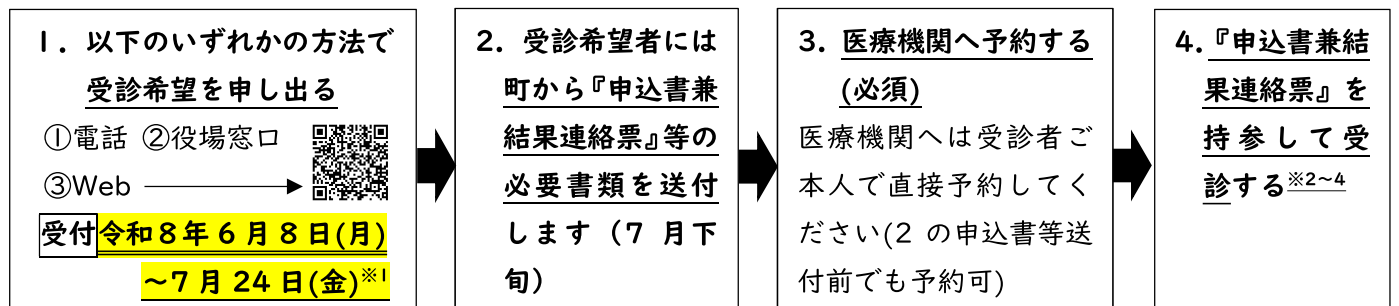 1. 以下のいずれかの方法で
受診希望を申し出る
①電話 ②役場窓口
③Web
受付令和8年6月8日(月)
～7月24日(金)※1
2. 受診希望者には
町から『申込書兼
結果連絡票』等の
必要書類を送付
します（7月下
旬）
3. 医療機関へ予約する
(必須)
医療機関へは受診者ご
本人で直接予約してく
ださい(2の申込書等送
付前でも予約可)
4.『申込書兼結
果連絡票』を
持参して受
診する※2～4